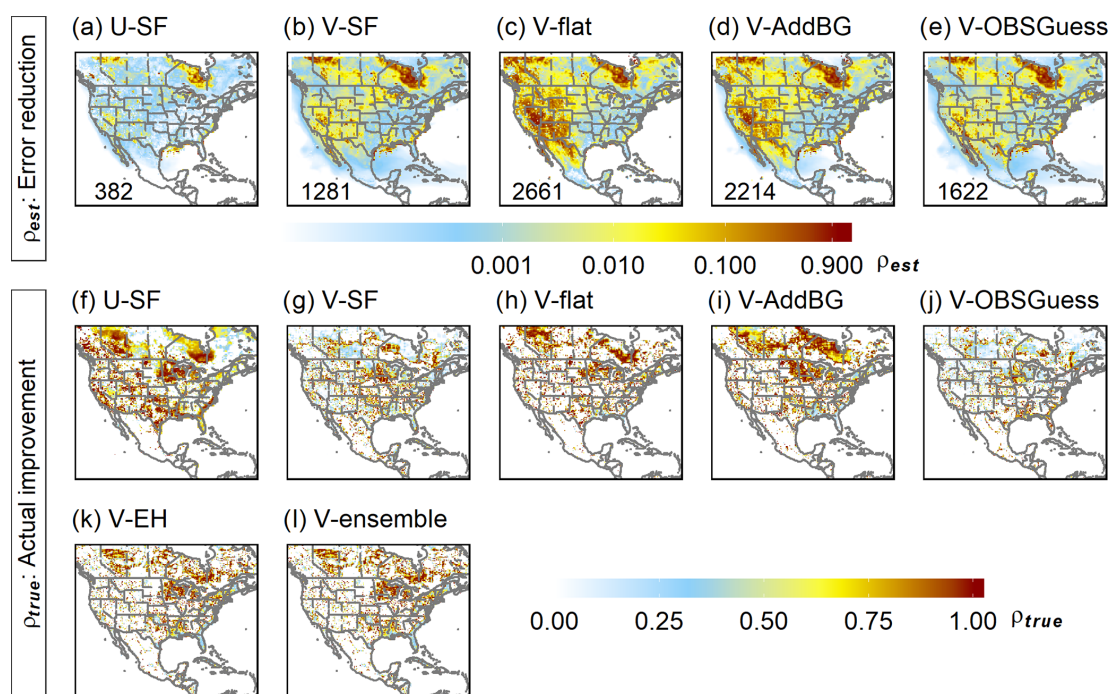 ρest: Error reduction
(a) U-SF
(b) V-SF
(c) V-flat
(d) V-AddBG
(e) V-OBSGuess
382
1281
2661
2214
1622
0.001 0.010 0.100 0.900 ρest
ρtrue: Actual improvement
(f) U-SF
(g) V-SF
(h) V-flat
(i) V-AddBG
(j) V-OBSGuess
(k) V-EH
(l) V-ensemble
0.00 0.25 0.50 0.75 1.00 ρtrue